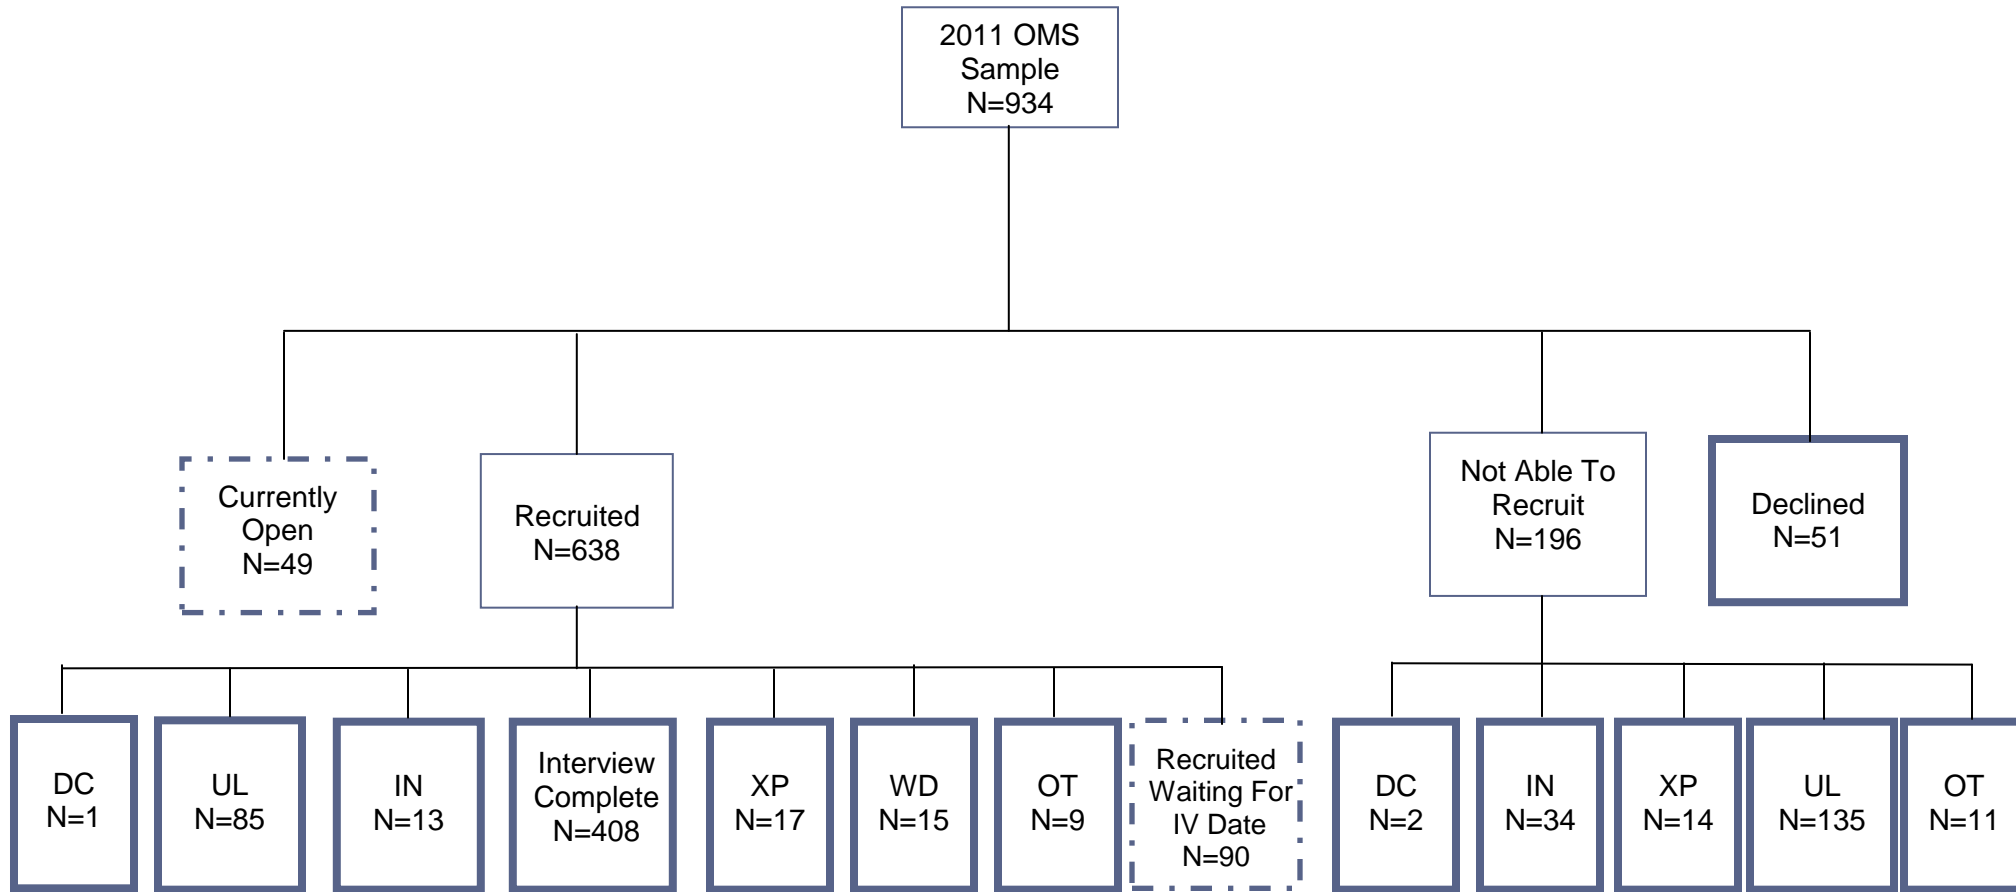 2011 OMS
Sample
N=934
Currently
Open
N=49
Recruited
N=638
Not Able To
Recruit
N=196
Declined
N=51
DC
N=1
UL
N=85
IN
N=13
Interview
Complete
N=408
XP
N=17
WD
N=15
OT
N=9
Recruited
Waiting For
IV Date
N=90
DC
N=2
IN
N=34
XP
N=14
UL
N=135
OT
N=11